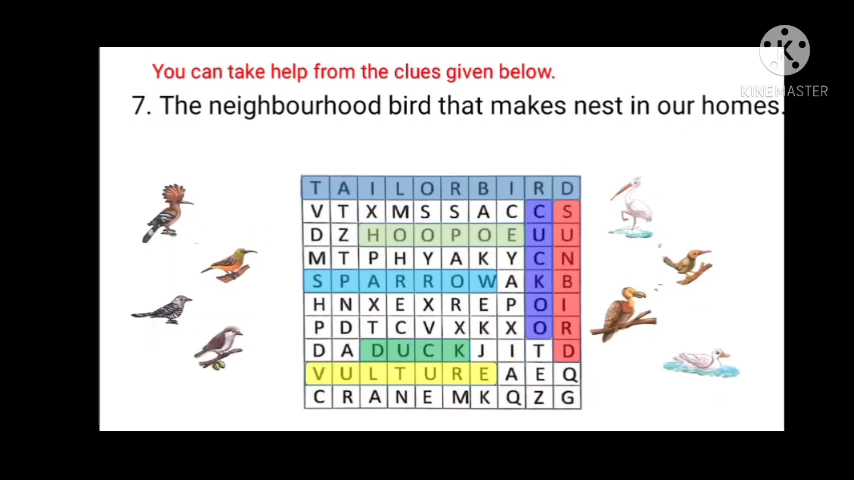 You can take help from the clues given below.
K
KINEMASTER
7. The neighbourhood bird that makes nest in our homes.
T A I L O R B I R D
V T X M S S A C C S
D Z H O O P O E U U
M T P H Y A K Y C N
S P A R R O W A K B
H N X E X R E P O I
P D T C V X K X O R
D A D U C K J I T D
V U L T U R E A E Q
C R A N E M K Q Z G